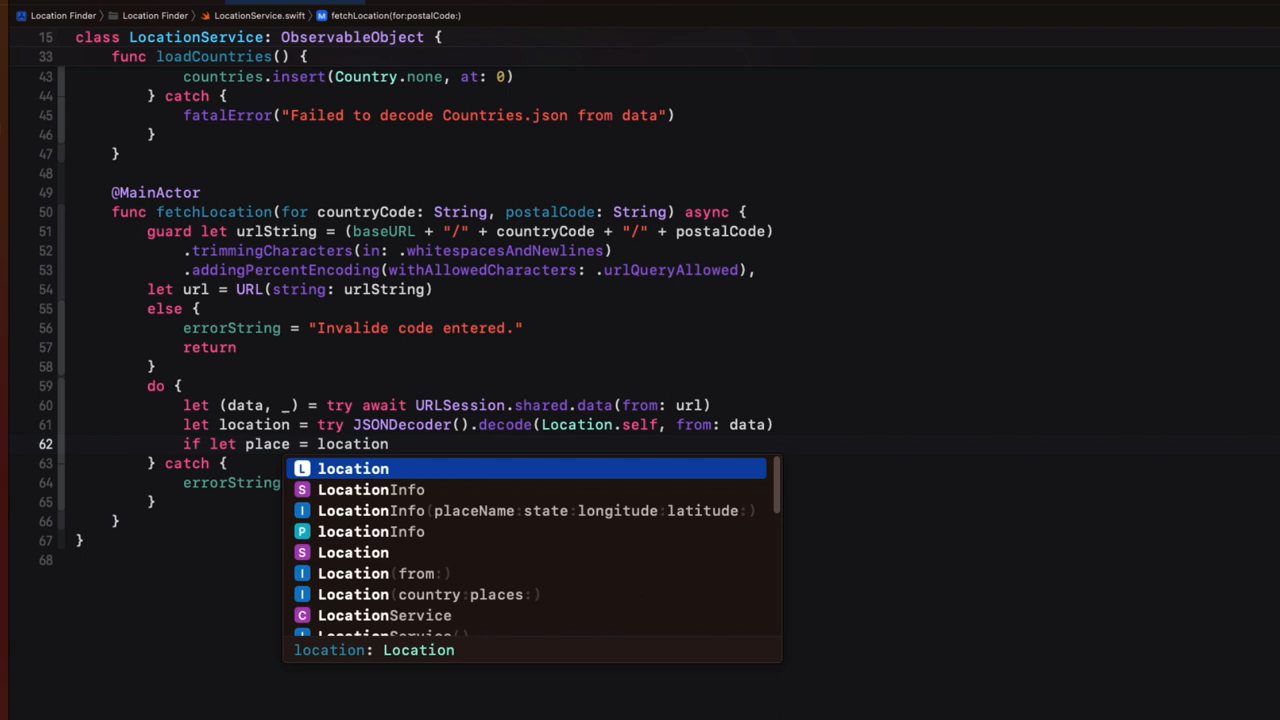 Location Finder 〉 Location Finder 〉 LocationService.swift 〉 M fetchLocation(for:postalCode:)
15 class LocationService: ObservableObject {
33 func loadCountries() {
43 countries.insert(Country.none, at: 0)
44 } catch {
45 fatalError("Failed to decode Countries.json from data")
46 }
47 }
48
49 @MainActor
50 func fetchLocation(for countryCode: String, postalCode: String) async {
51 guard let urlString = (baseURL + "/" + countryCode + "/" + postalCode)
52 .trimmingCharacters(in: .whitespacesAndNewlines)
53 .addingPercentEncoding(withAllowedCharacters: .urlQueryAllowed),
54 let url = URL(string: urlString)
55 else {
56 errorString = "Invalide code entered."
57 return
58 }
59 do {
60 let (data, _) = try await URLSession.shared.data(from: url)
61 let location = try JSONDecoder().decode(Location.self, from: data)
62 if let place = location
63 } catch {
64 errorString
65 }
66 }
67 }
68
L location
S LocationInfo
I LocationInfo(placeName:state:longitude:latitude:)
P locationInfo
S Location
I Location(from:)
I Location(country:places:)
C LocationService
I LocationService()
location: Location